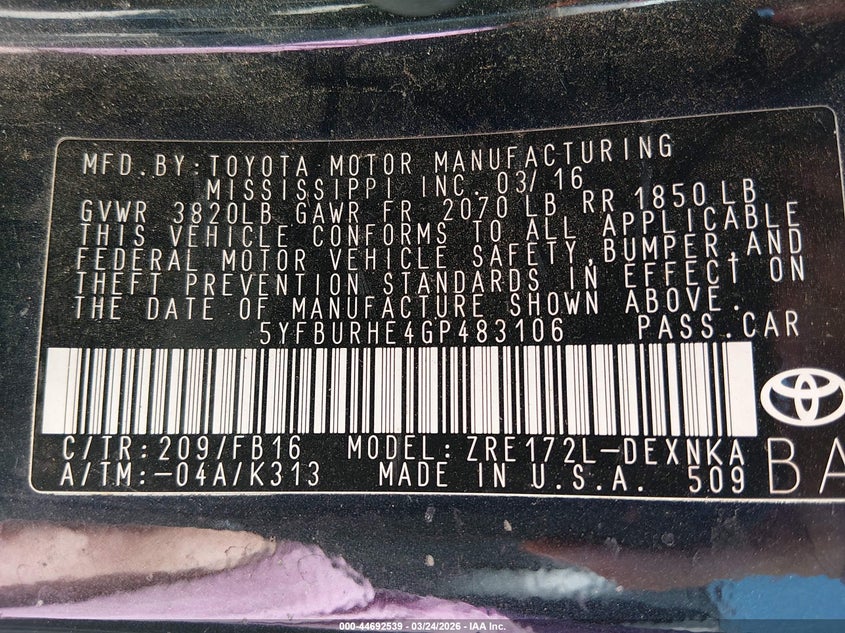 MFD.BY:TOYOTA MOTOR MANUFACTURING
MISSISSIPPI INC. 03/16
GVWR 3820LB GAWR FR 2070 LB RR 1850LB
THIS VEHICLE CONFORMS TO ALL APPLICABLE
FEDERAL MOTOR VEHICLE SAFETY,BUMPER,AND
THEFT PREVENTION STANDARDS IN EFFECT ON
THE DATE OF MANUFACTURE SHOWN ABOVE.
5YFBURHE4GP483106 PASS.CAR
C/TR:209/FB16 MODEL:ZRE172L-DEXNKA
A/TM:-04A/K313 MADE IN U.S.A. 509
BA
000-44692539 - 03/24/2026 - IAA Inc.